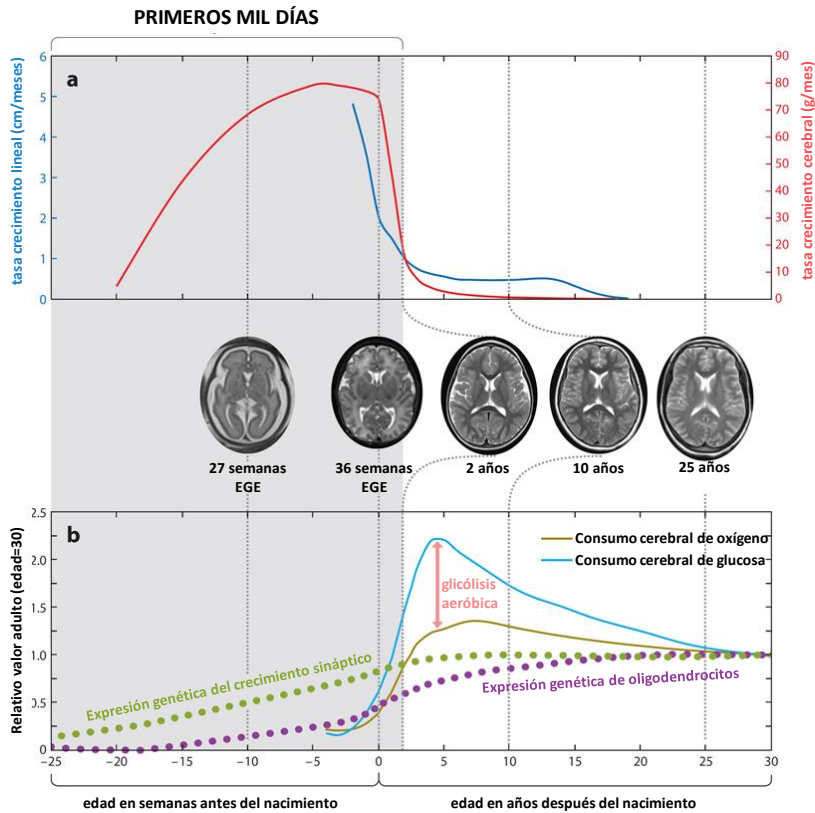 PRIMEROS MIL DÍAS
a
tasa crecimiento lineal (cm/meses)
6
5
4
3
2
1
0
90
80
70
60
50
40
30
20
10
0
tasa crecimiento cerebral (g/mes)
27 semanas
EGE
36 semanas
EGE
2 años
10 años
25 años
b
Relativo valor adulto (edad=30)
2.5
2.0
1.5
1.0
0.5
0
Consumo cerebral de oxígeno
Consumo cerebral de glucosa
glicólisis
aeróbica
Expresión genética del crecimiento sináptico
Expresión genética de oligodendrocitos
−25 −20 −15 −10 −5 0 5 10 15 20 25 30
edad en semanas antes del nacimiento
edad en años después del nacimiento